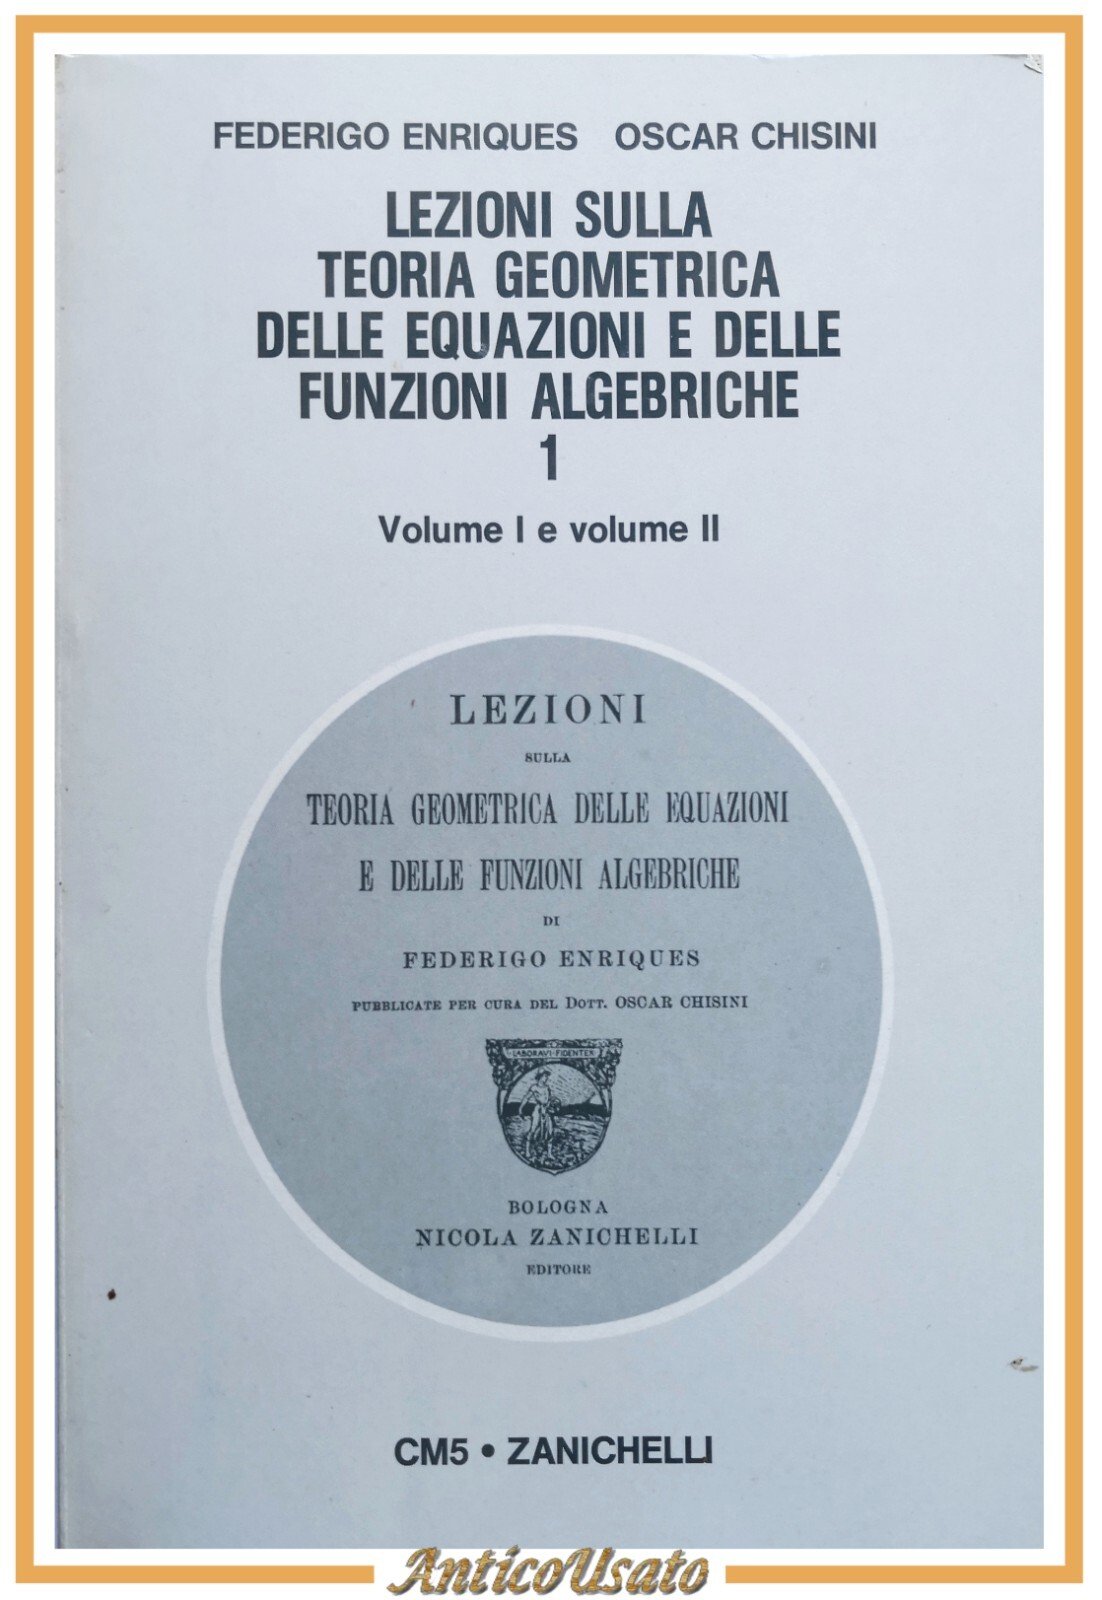 FEDERIGO ENRIQUES OSCAR CHISINI
LEZIONI SULLA
TEORIA GEOMETRICA
DELLE EQUAZIONI E DELLE
FUNZIONI ALGEBRICHE
1
Volume I e volume II
LEZIONI
SULLA
TEORIA GEOMETRICA DELLE EQUAZIONI
E DELLE FUNZIONI ALGEBRICHE
DI
FEDERIGO ENRIQUES
PUBBLICATE PER CURA DEL DOTT. OSCAR CHISINI
LABORAVI FIDENTER
BOLOGNA
NICOLA ZANICHELLI
EDITORE
CM5 • ZANICHELLI
AnticoUsato